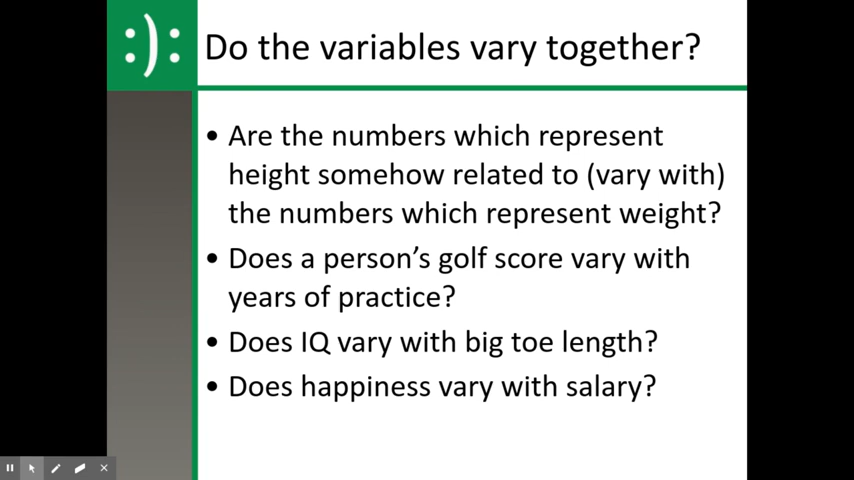 :):
Do the variables vary together?
• Are the numbers which represent
height somehow related to (vary with)
the numbers which represent weight?
• Does a person’s golf score vary with
years of practice?
• Does IQ vary with big toe length?
• Does happiness vary with salary?